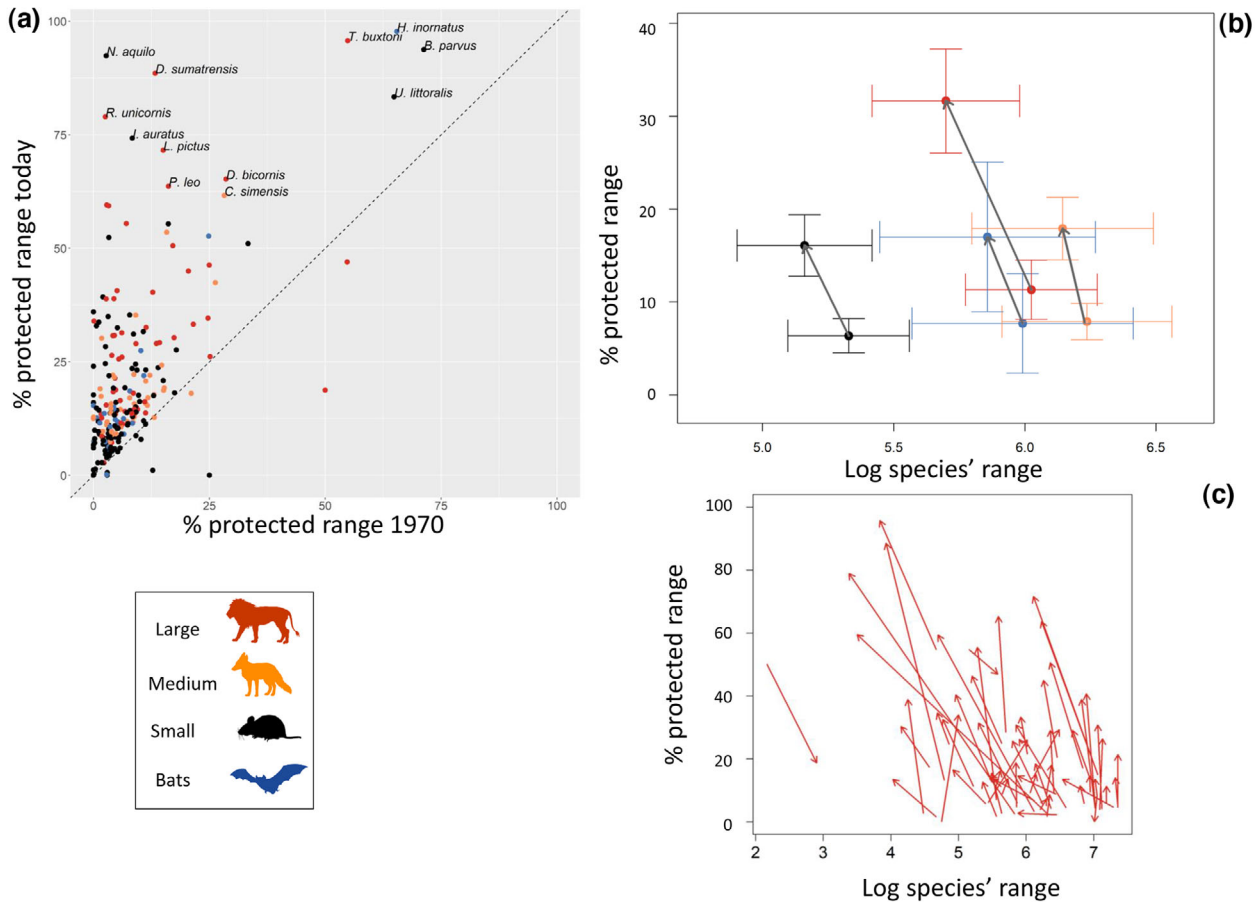 (a)
100
75
50
25
0
% protected range today
N. aquilo
D. sumatrensis
R. unicornis
I. auratus
L. pictus
P. leo
T. buxtoni
H. inornatus
B. parvus
U. littoralis
D. bicornis
C. simensis
0
25
50
75
100
% protected range 1970
(b)
40
30
20
10
0
% protected range
5.0
5.5
6.0
6.5
Log species' range
Large
Medium
Small
Bats
(c)
100
80
60
40
20
0
% protected range
2
3
4
5
6
7
Log species' range